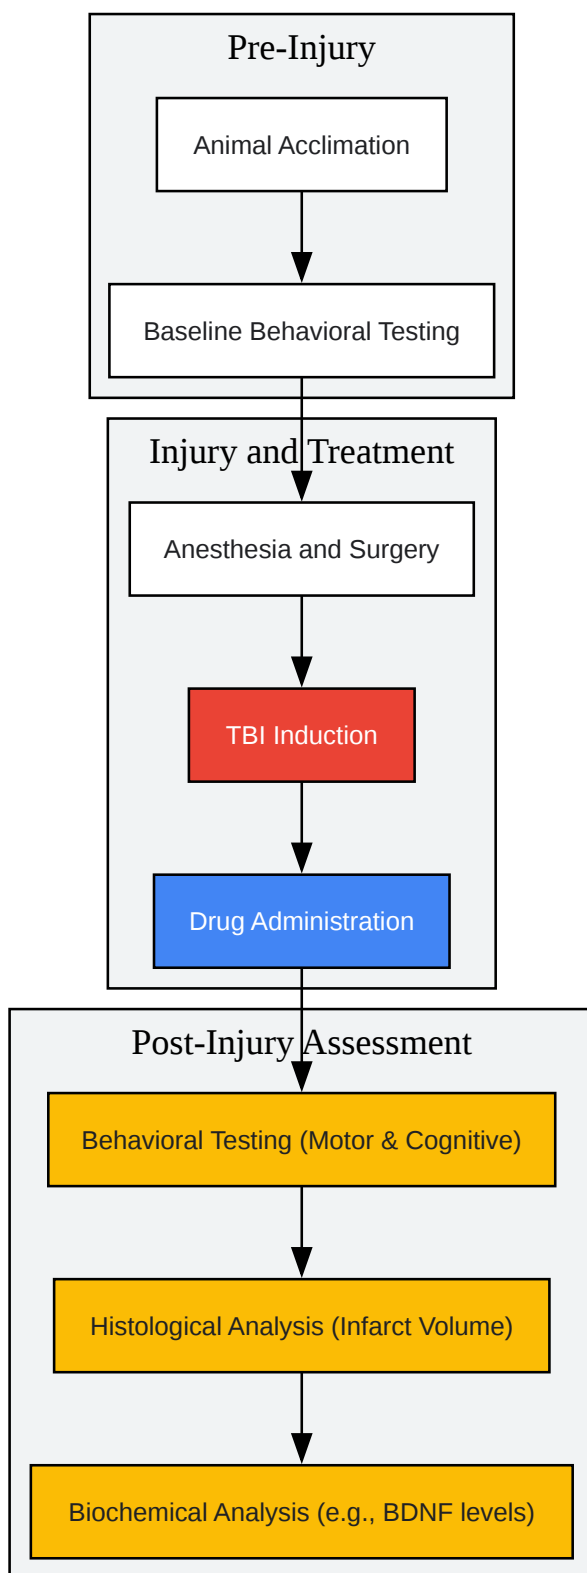 Pre-Injury
Animal Acclimation
Baseline Behavioral Testing
Injury and Treatment
Anesthesia and Surgery
TBI Induction
Drug Administration
Post-Injury Assessment
Behavioral Testing (Motor & Cognitive)
Histological Analysis (Infarct Volume)
Biochemical Analysis (e.g., BDNF levels)